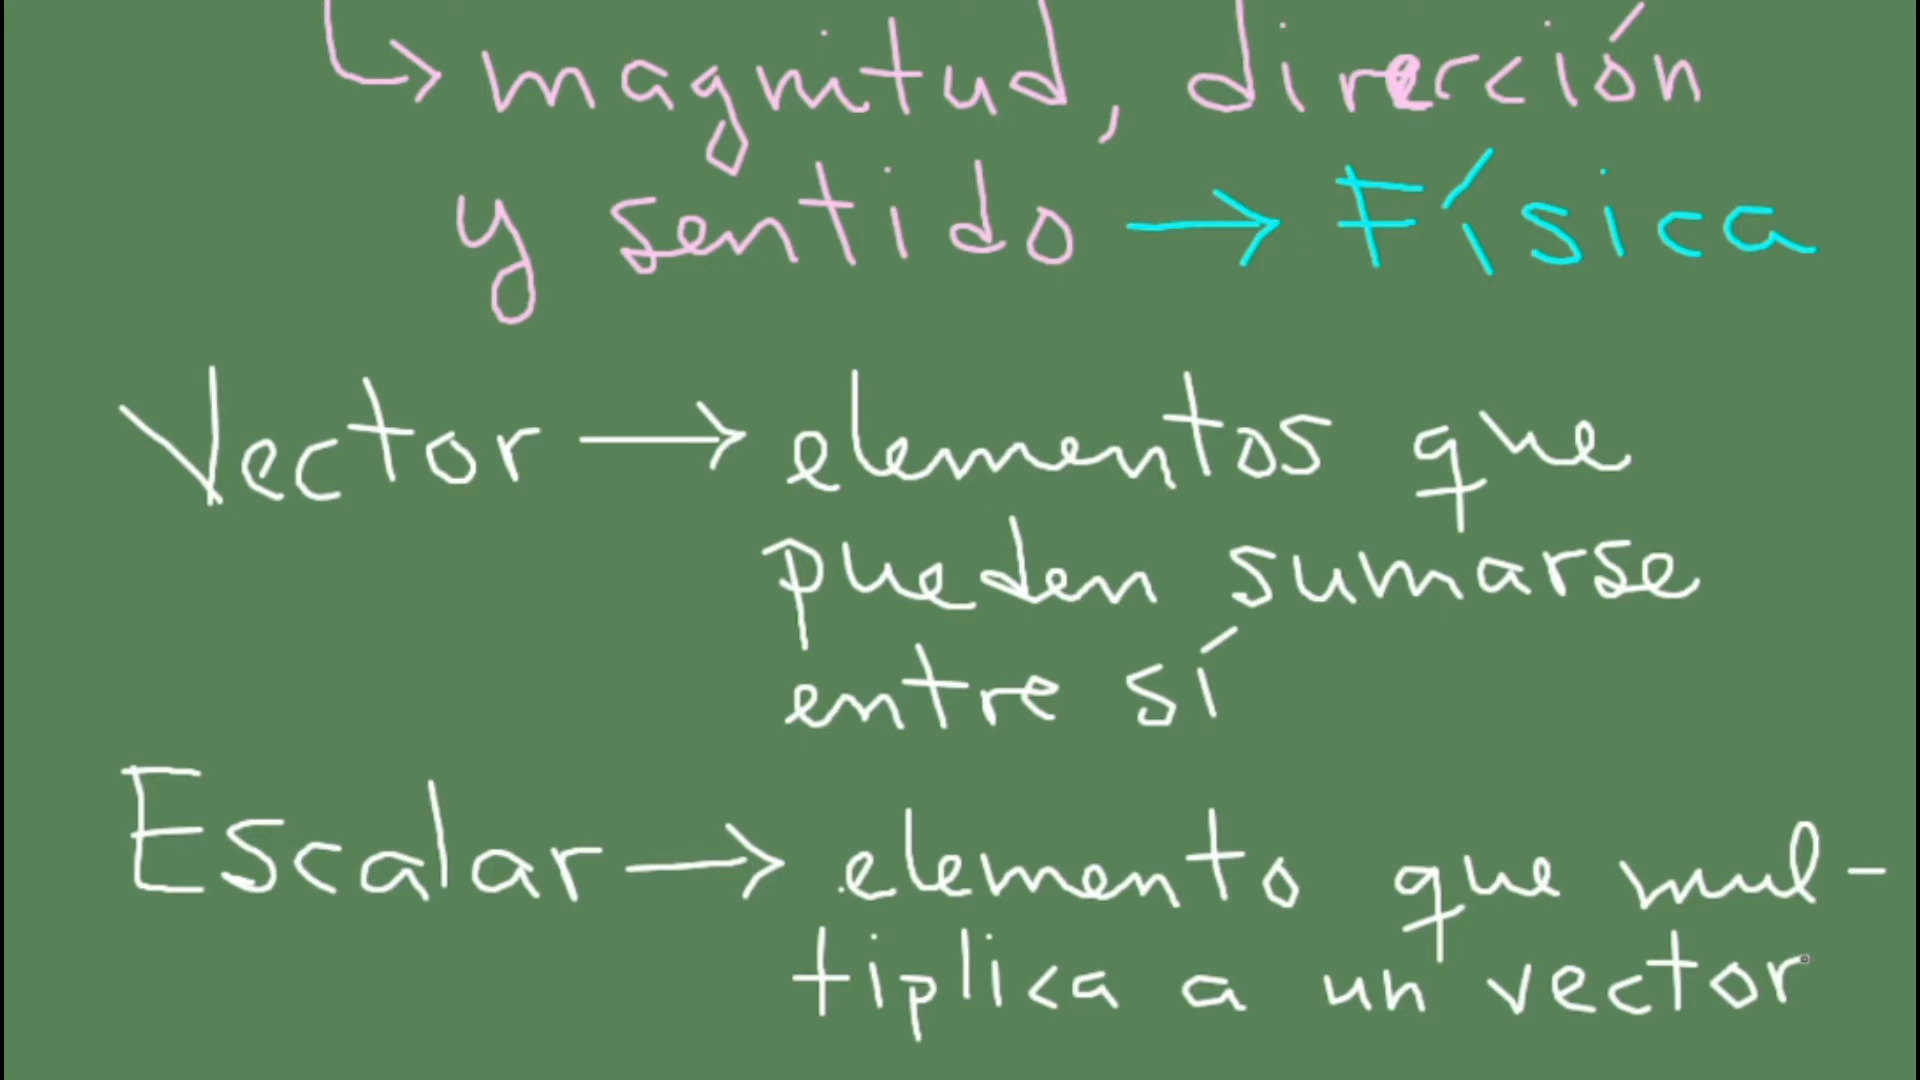 ↳ magnitud, dirección
y sentido → Física
Vector → elementos que
pueden sumarse
entre sí
Escalar → elemento que mul-
tiplica a un vector